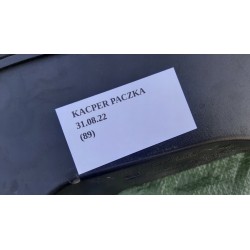 KACPER PACZKA
31.08.22
(89)